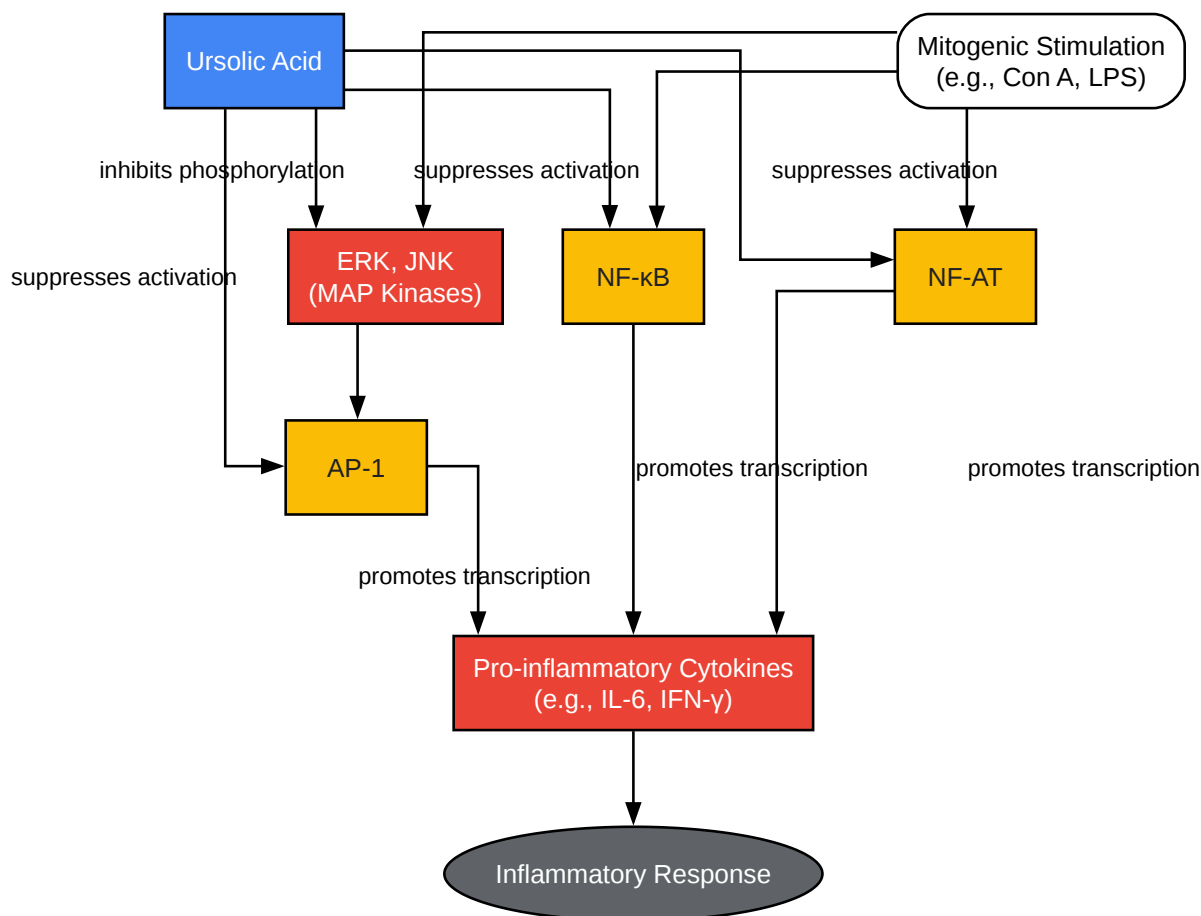 Ursolic Acid
Mitogenic Stimulation
(e.g., Con A, LPS)
inhibits phosphorylation
suppresses activation
suppresses activation
suppresses activation
ERK, JNK
(MAP Kinases)
NF-κB
NF-AT
AP-1
promotes transcription
promotes transcription
promotes transcription
Pro-inflammatory Cytokines
(e.g., IL-6, IFN-γ)
Inflammatory Response